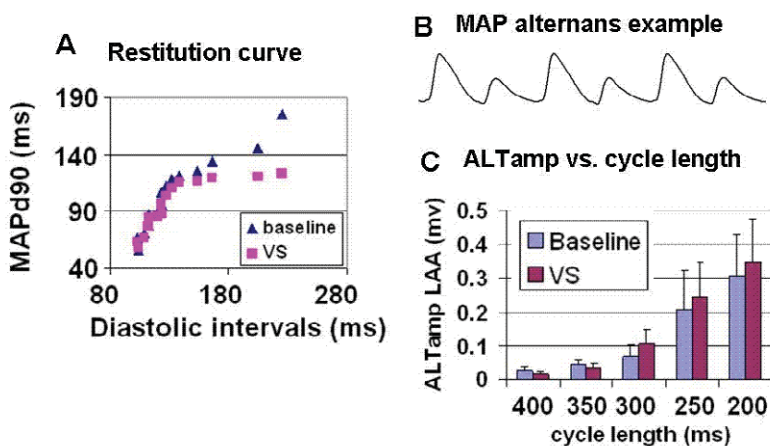 A Restitution curve
190
140
90
40
80 180 280
MAPd90 (ms)
Diastolic intervals (ms)
baseline
VS
B MAP alternans example
C ALTamp vs. cycle length
0.5
0.4
0.3
0.2
0.1
0
ALTamp LAA (mv)
Baseline
VS
400 350 300 250 200
cycle length (ms)